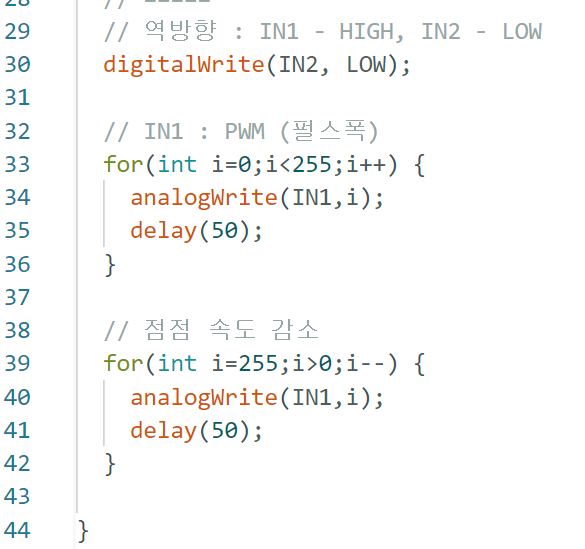 29 // 역방향 : IN1 - HIGH, IN2 - LOW
30 digitalWrite(IN2, LOW);
31
32 // IN1 : PWM (펄스폭)
33 for(int i=0;i<255;i++) {
34 analogWrite(IN1,i);
35 delay(50);
36 }
37
38 // 점점 속도 감소
39 for(int i=255;i>0;i--) {
40 analogWrite(IN1,i);
41 delay(50);
42 }
43
44 }